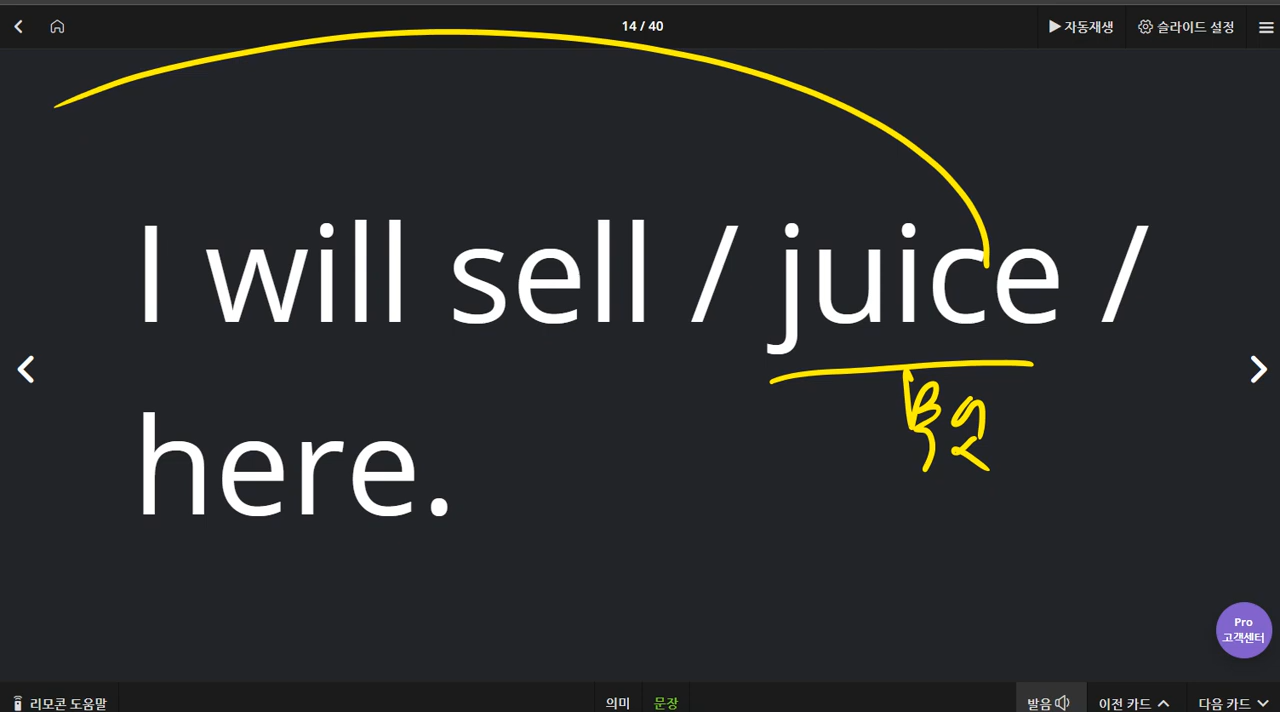 14 / 40
자동재생
슬라이드 설정
I will sell / juice /
here.
Pro
고객센터
리모콘 도움말
의미
문장
발음
이전 카드
다음 카드